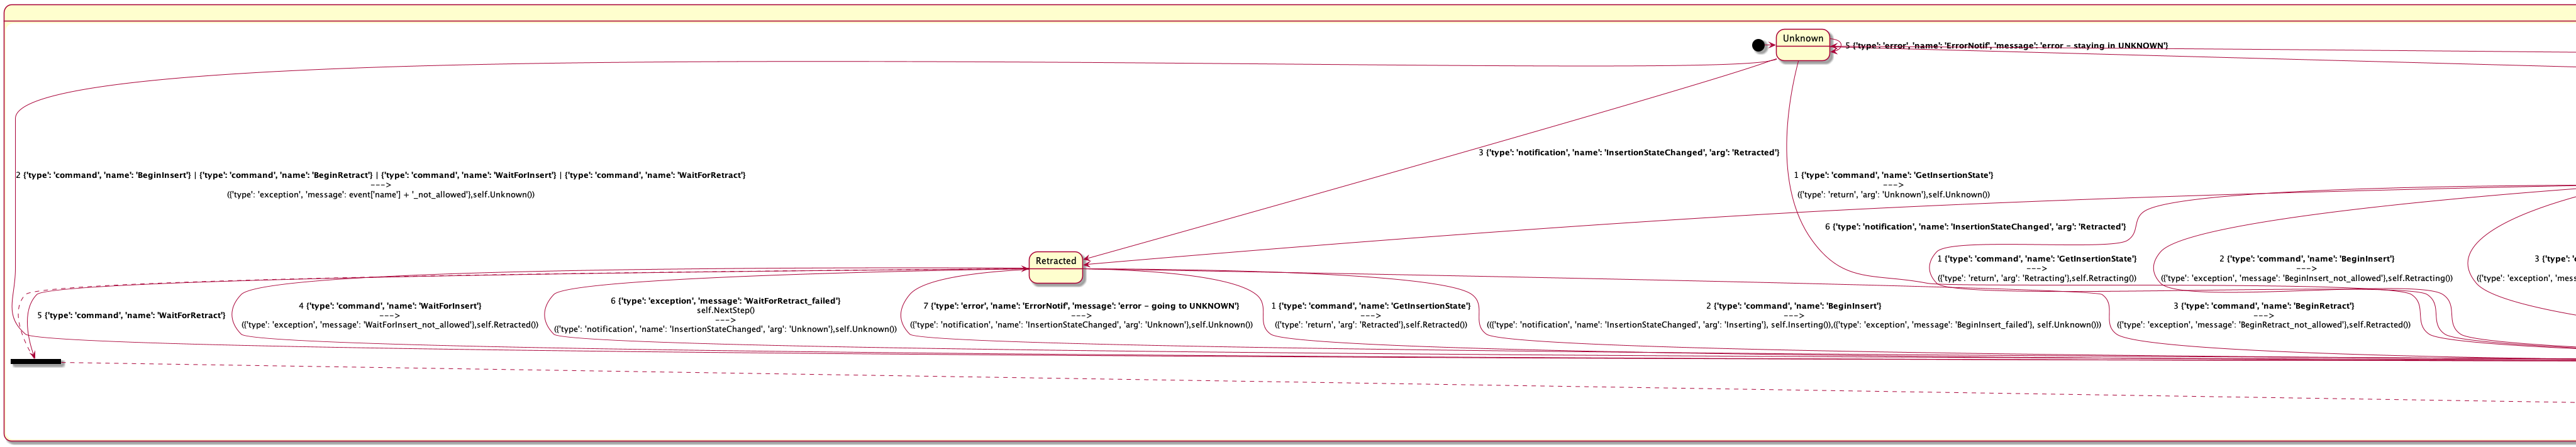 Unknown
5 {'type': 'error', 'name': 'ErrorNotif', 'message': 'error - staying in UNKNOWN'}
3 {'type': 'notification', 'name': 'InsertionStateChanged', 'arg': 'Retracted'}
2 {'type': 'command', 'name': 'BeginInsert'} | {'type': 'command', 'name': 'BeginRetract'} | {'type': 'command', 'name': 'WaitForInsert'} | {'type': 'command', 'name': 'WaitForRetract'}
--->
(({'type': 'exception', 'message': event['name'] + '_not_allowed'},self.Unknown())
1 {'type': 'command', 'name': 'GetInsertionState'}
--->
(({'type': 'return', 'arg': 'Unknown'},self.Unknown())
6 {'type': 'notification', 'name': 'InsertionStateChanged', 'arg': 'Retracted'}
Retracted
1 {'type': 'command', 'name': 'GetInsertionState'}
--->
(({'type': 'return', 'arg': 'Retracting'},self.Retracting())
2 {'type': 'command', 'name': 'BeginInsert'}
--->
(({'type': 'exception', 'message': 'BeginInsert_not_allowed'},self.Retracting())
3 {'type': '
(({'type': 'exception', 'mes
5 {'type': 'command', 'name': 'WaitForRetract'}
4 {'type': 'command', 'name': 'WaitForInsert'}
--->
(({'type': 'exception', 'message': 'WaitForInsert_not_allowed'},self.Retracted())
6 {'type': 'exception', 'message': 'WaitForRetract_failed'}
self.NextStep()
--->
(({'type': 'notification', 'name': 'InsertionStateChanged', 'arg': 'Unknown'},self.Unknown())
7 {'type': 'error', 'name': 'ErrorNotif', 'message': 'error - going to UNKNOWN'}
--->
(({'type': 'notification', 'name': 'InsertionStateChanged', 'arg': 'Unknown'},self.Unknown())
1 {'type': 'command', 'name': 'GetInsertionState'}
--->
(({'type': 'return', 'arg': 'Retracted'},self.Retracted())
2 {'type': 'command', 'name': 'BeginInsert'}
--->
((({'type': 'notification', 'name': 'InsertionStateChanged', 'arg': 'Inserting'}, self.Inserting()),({'type': 'exception', 'message': 'BeginInsert_failed'}, self.Unknown()))
3 {'type': 'command', 'name': 'BeginRetract'}
--->
(({'type': 'exception', 'message': 'BeginRetract_not_allowed'},self.Retracted())